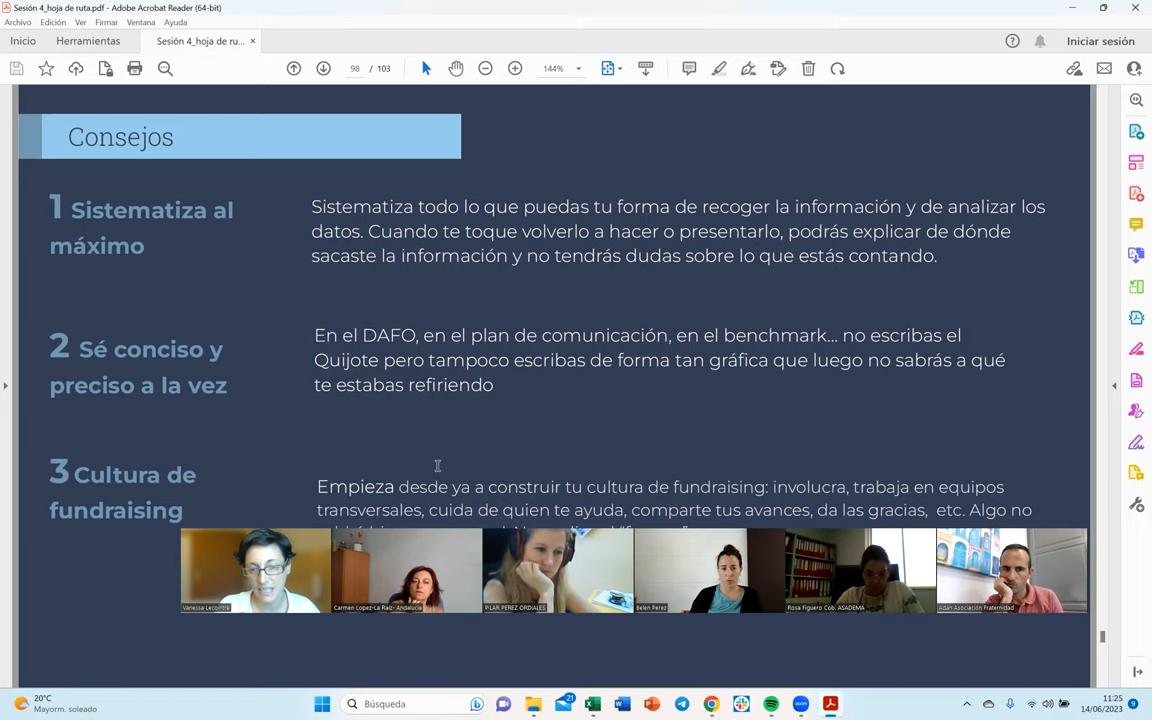 Sesión 4_hoja de ruta.pdf - Adobe Acrobat Reader (64-bit)
Archivo Edición Ver Firmar Ventana Ayuda
Inicio Herramientas Sesión 4_hoja de ru... × Iniciar sesión
98 / 103 144%
Consejos
1 Sistematiza al
máximo
Sistematiza todo lo que puedas tu forma de recoger la información y de analizar los
datos. Cuando te toque volverlo a hacer o presentarlo, podrás explicar de dónde
sacaste la información y no tendrás dudas sobre lo que estás contando.
2 Sé conciso y
preciso a la vez
En el DAFO, en el plan de comunicación, en el benchmark... no escribas el
Quijote pero tampoco escribas de forma tan gráfica que luego no sabrás a qué
te estabas refiriendo
3 Cultura de
fundraising
Empieza desde ya a construir tu cultura de fundraising: involucra, trabaja en equipos
transversales, cuida de quien te ayuda, comparte tus avances, da las gracias, etc. Algo no
Vanessa Lecointre
Carmen Lopez-La Raíz- Andalucía
PILAR PEREZ ORDIALES
Belen Perez
Rosa Figuero Cob. ASADEMA
Adán Asociación Fraternidad
20°C
Mayorm. soleado
Búsqueda
21
11:25
14/06/2023
9